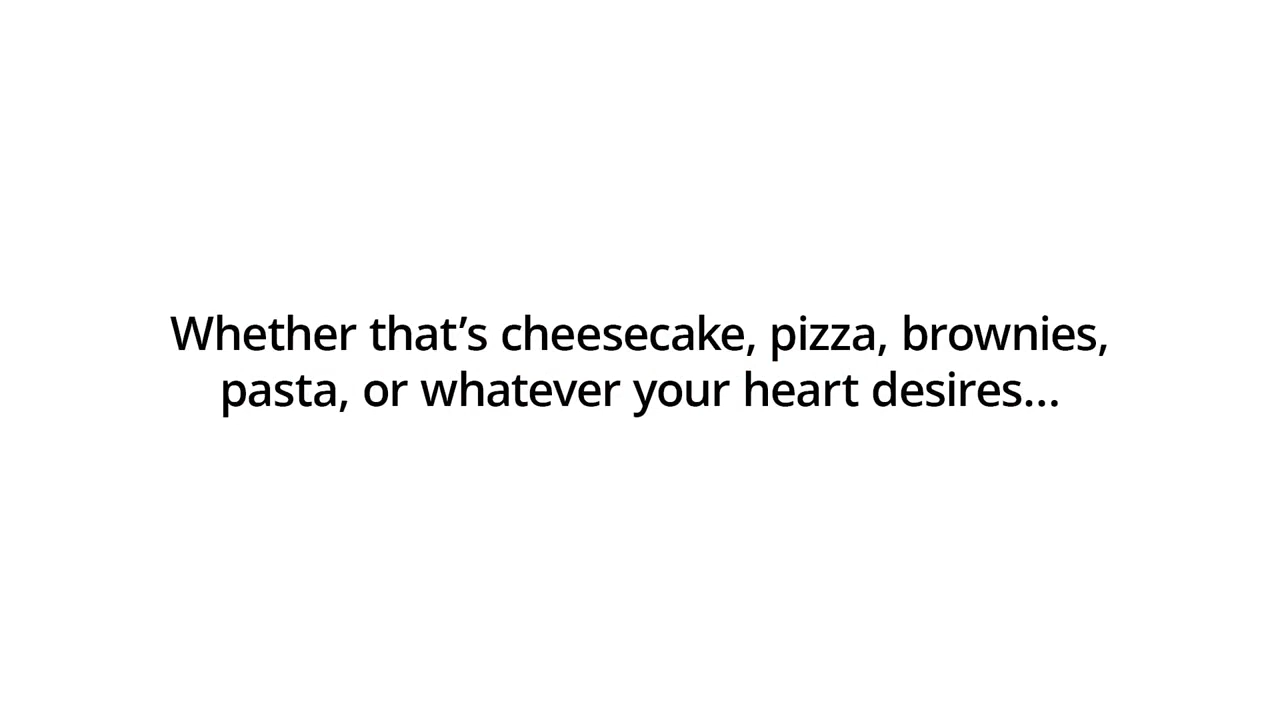 Whether that’s cheesecake, pizza, brownies,
pasta, or whatever your heart desires...